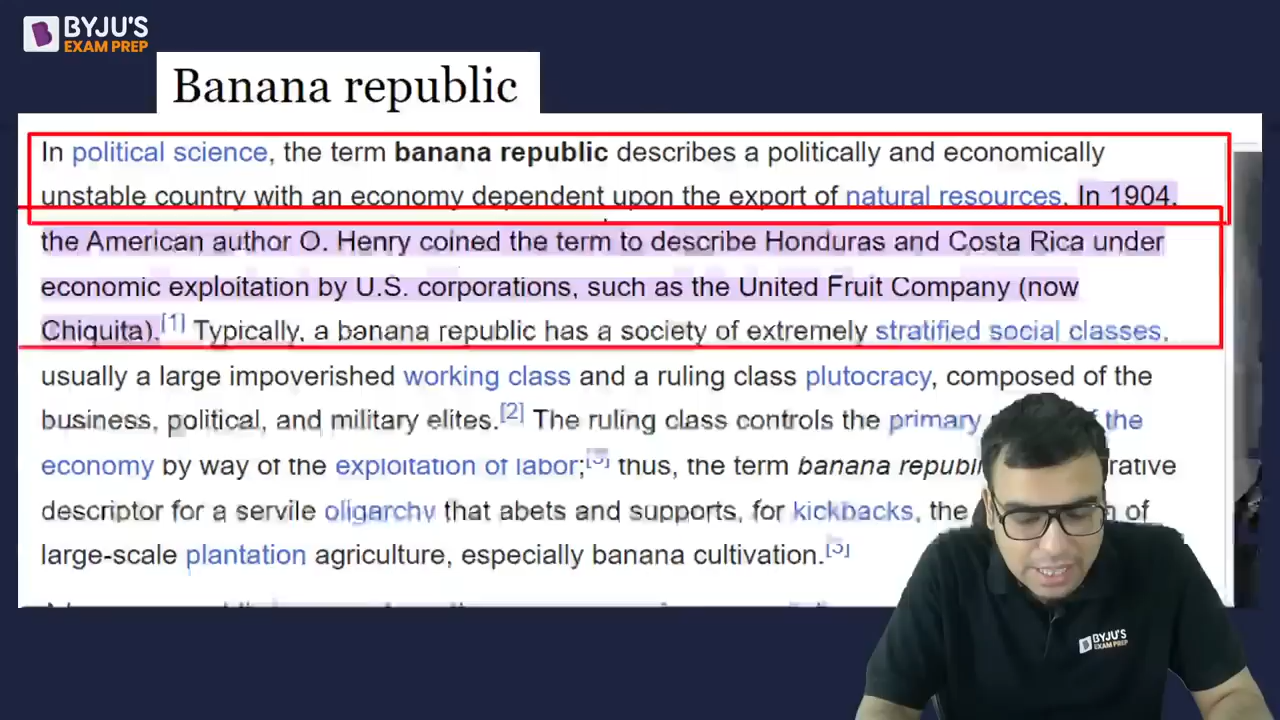 BYJU'S
EXAM PREP
Banana republic
In political science, the term banana republic describes a politically and economically
unstable country with an economy dependent upon the export of natural resources. In 1904,
the American author O. Henry coined the term to describe Honduras and Costa Rica under
economic exploitation by U.S. corporations, such as the United Fruit Company (now
Chiquita).[1] Typically, a banana republic has a society of extremely stratified social classes,
usually a large impoverished working class and a ruling class plutocracy, composed of the
business, political, and military elites.[2] The ruling class controls the primary of the
economy by way of the exploitation of labor;[3] thus, the term banana
descriptor for a servile oligarchy that abets and supports, for kickbacks, the of
large-scale plantation agriculture, especially banana cultivation.[3]
BYJU'S
EXAM PREP